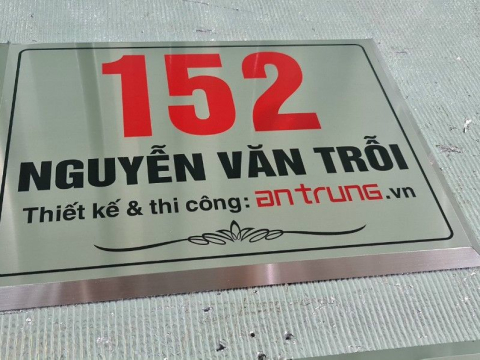 152
NGUYỄN VĂN TRỖI
Thiết kế & thi công: antrung.vn